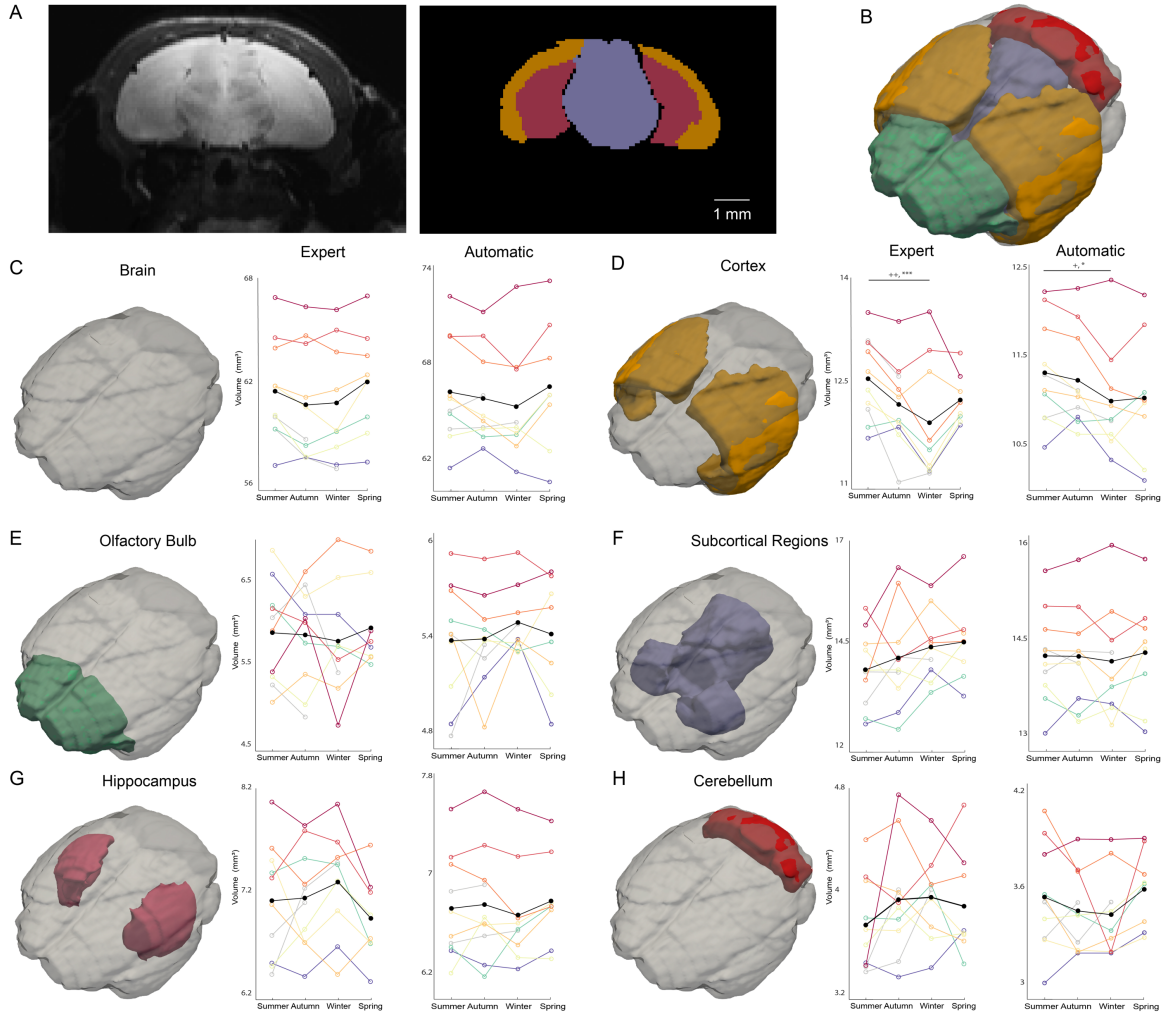 A
B
1 mm
C
Brain
Expert
Automatic
68
62
56
Volume (mm³)
Summer Autumn Winter Spring
74
68
62
Summer Autumn Winter Spring
D
Cortex
Expert
Automatic
++, ***
14
12.5
11
Volume (mm³)
Summer Autumn Winter Spring
+, *
12.5
11.5
10.5
Summer Autumn Winter Spring
E
Olfactory Bulb
6.5
5.5
4.5
Volume (mm³)
Summer Autumn Winter Spring
6
5.4
4.8
Summer Autumn Winter Spring
F
Subcortical Regions
17
14.5
12
Volume (mm³)
Summer Autumn Winter Spring
16
14.5
13
Summer Autumn Winter Spring
G
Hippocampus
8.2
7.2
6.2
Volume (mm³)
Summer Autumn Winter Spring
7.8
7
6.2
Summer Autumn Winter Spring
H
Cerebellum
4.8
4
3.2
Volume (mm³)
Summer Autumn Winter Spring
4.2
3.6
3
Summer Autumn Winter Spring